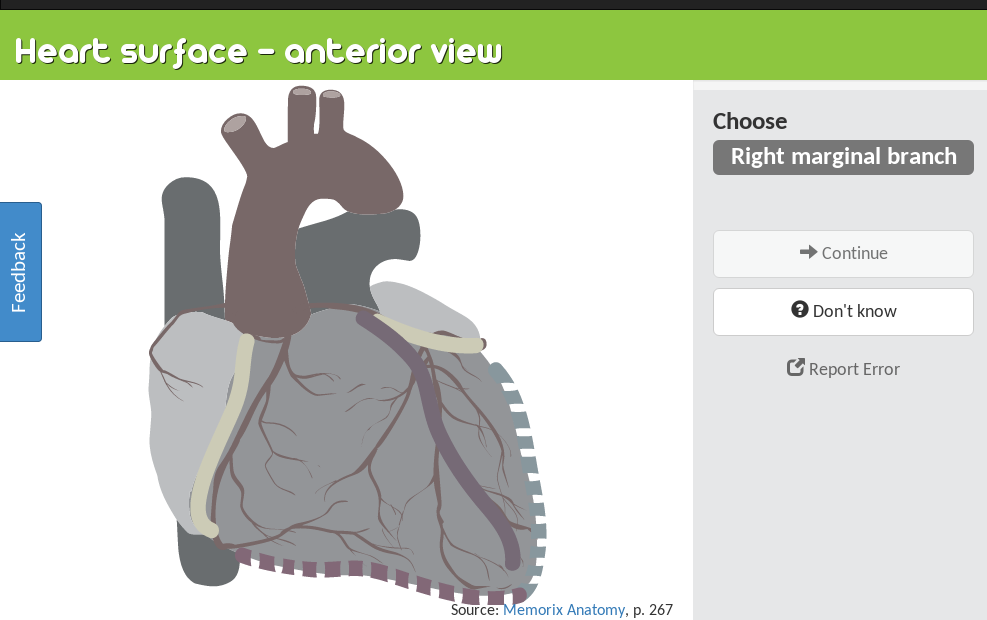 Heart surface - anterior view
Choose
Right marginal branch
Feedback
Continue
Don't know
Report Error
Source: Memorix Anatomy, p. 267